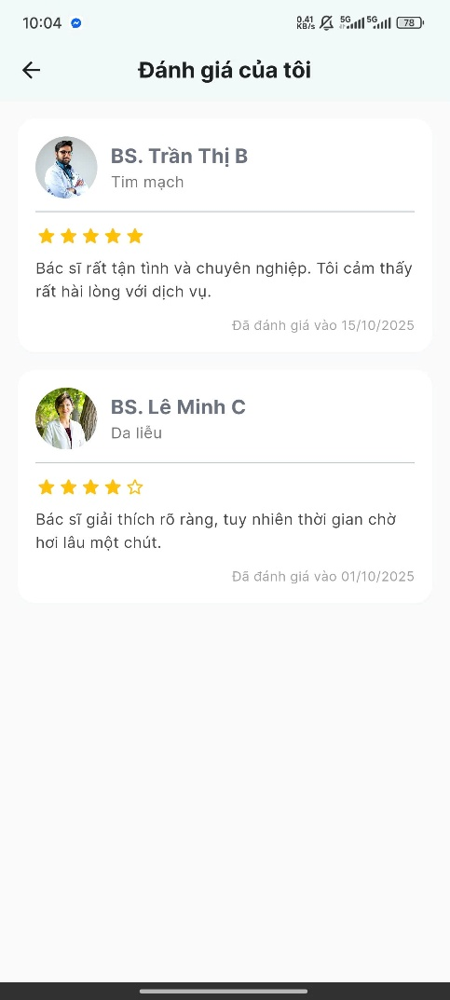 10:04
0.41
KB/s
5G
5G
78
Đánh giá của tôi
BS. Trần Thị B
Tim mạch
Bác sĩ rất tận tình và chuyên nghiệp. Tôi cảm thấy
rất hài lòng với dịch vụ.
Đã đánh giá vào 15/10/2025
BS. Lê Minh C
Da liễu
Bác sĩ giải thích rõ ràng, tuy nhiên thời gian chờ
hơi lâu một chút.
Đã đánh giá vào 01/10/2025